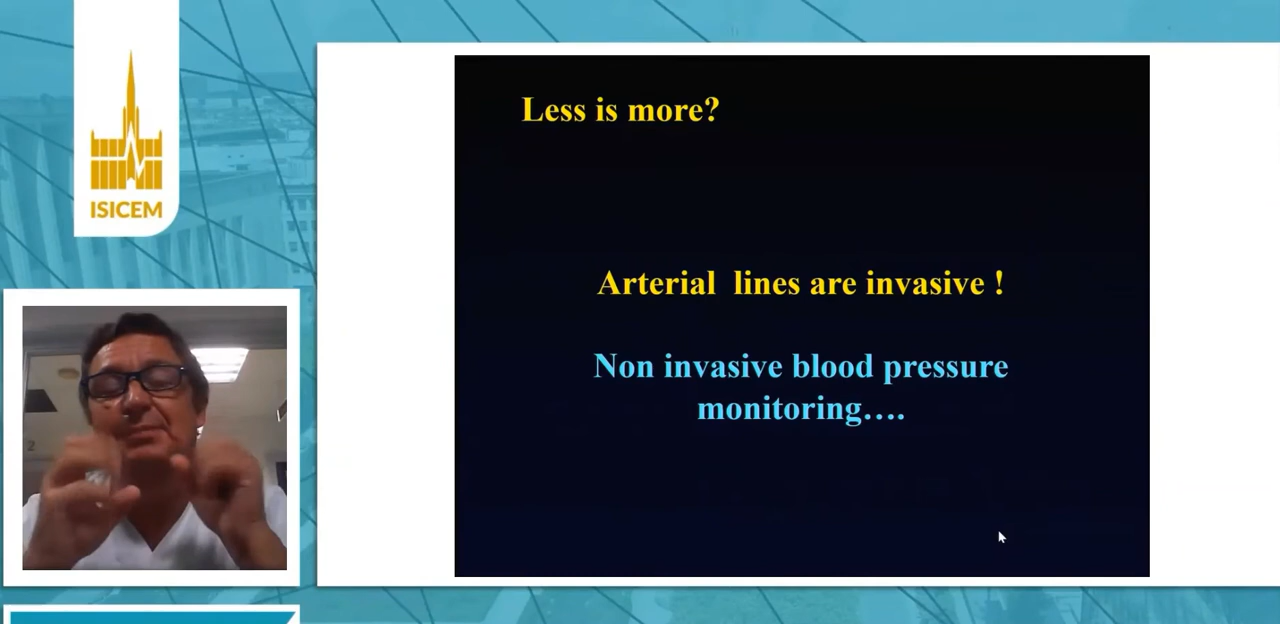 ISICEM
Less is more?
Arterial lines are invasive !
Non invasive blood pressure
monitoring….